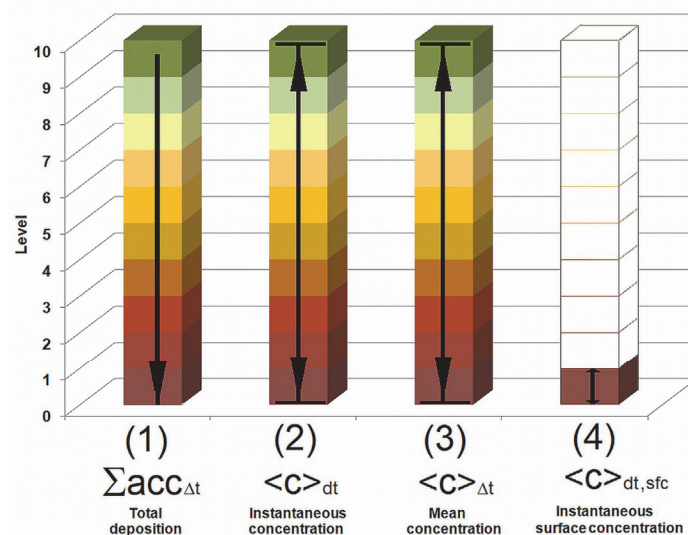 10
9
8
7
6
5
4
3
2
1
0
Level
(1) (2) (3) (4)
∑acc∆t <c>dt <c>∆t <c>dt,sfc
Total Instantaneous Mean Instantaneous
deposition concentration concentration surface concentration